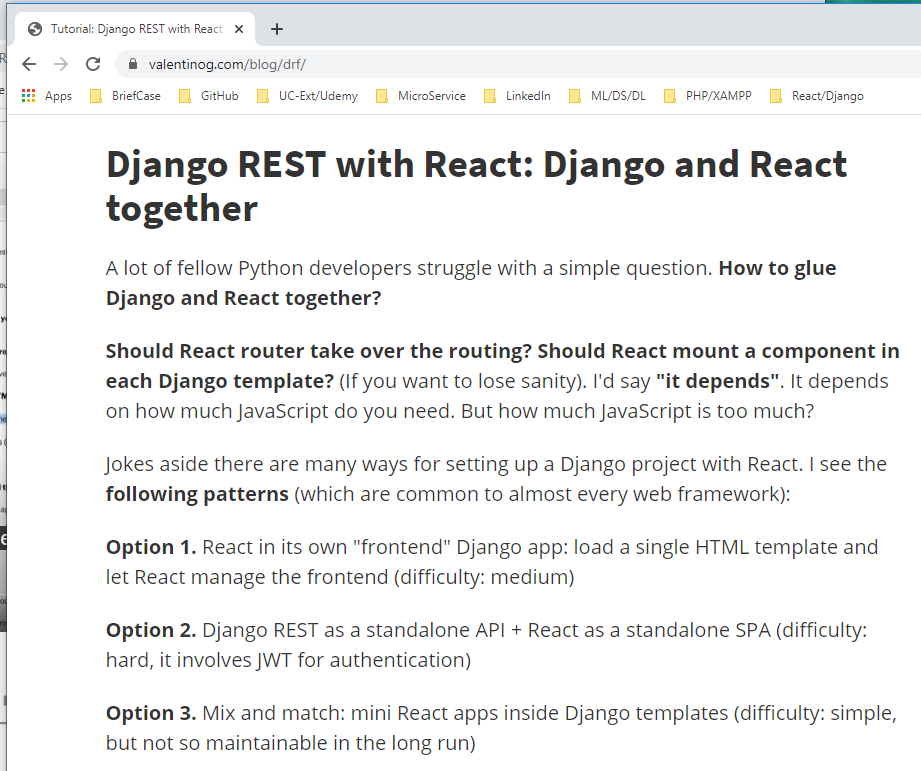 Tutorial: Django REST with React
valentinog.com/blog/drf/
Apps BriefCase GitHub UC-Ext/Udemy MicroService LinkedIn ML/DS/DL PHP/XAMPP React/Django
Django REST with React: Django and React
together
A lot of fellow Python developers struggle with a simple question. How to glue
Django and React together?
Should React router take over the routing? Should React mount a component in
each Django template? (If you want to lose sanity). I'd say "it depends". It depends
on how much JavaScript do you need. But how much JavaScript is too much?
Jokes aside there are many ways for setting up a Django project with React. I see the
following patterns (which are common to almost every web framework):
Option 1. React in its own "frontend" Django app: load a single HTML template and
let React manage the frontend (difficulty: medium)
Option 2. Django REST as a standalone API + React as a standalone SPA (difficulty:
hard, it involves JWT for authentication)
Option 3. Mix and match: mini React apps inside Django templates (difficulty: simple,
but not so maintainable in the long run)